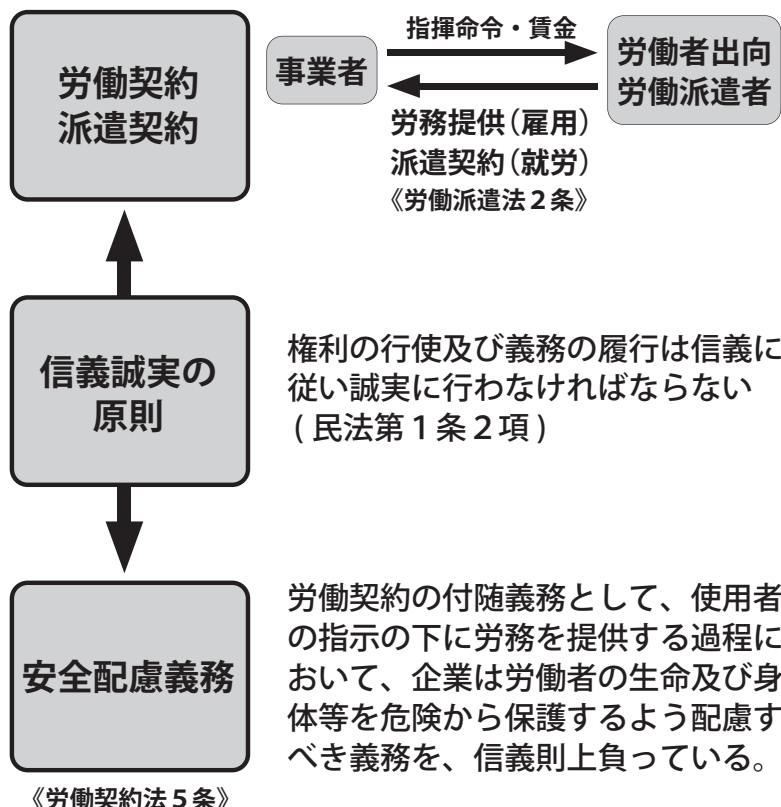 労働契約
派遣契約
事業者
指揮命令・賃金
労働者出向
労働派遣者
労務提供(雇用)
派遣契約(就労)
《労働派遣法2条》
信義誠実の
原則
権利の行使及び義務の履行は信義に
従い誠実に行わなければならない
(民法第1条2項)
安全配慮義務
労働契約の付随義務として、使用者
の指示の下に労務を提供する過程に
おいて、企業は労働者の生命及び身
体等を危険から保護するよう配慮す
べき義務を、信義則上負っている。
《労働契約法5条》